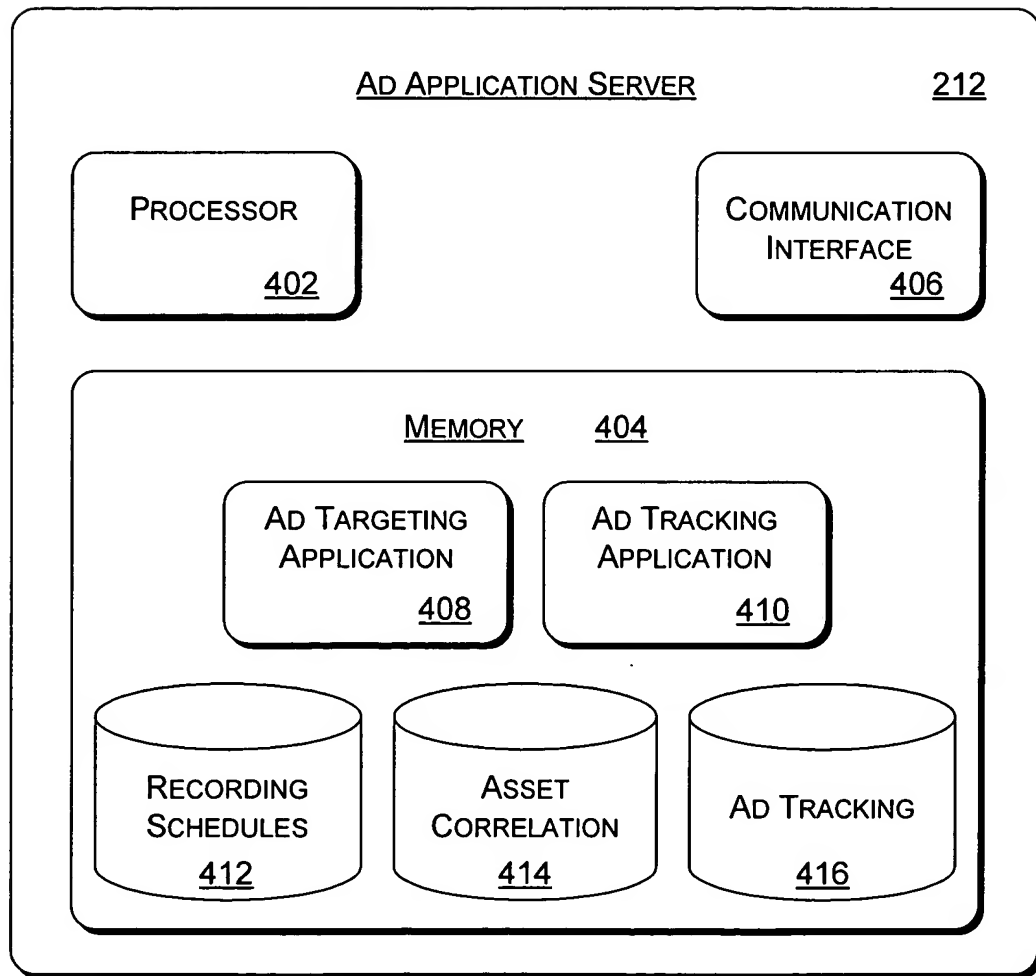 AD APPLICATION SERVER 212
PROCESSOR
402
COMMUNICATION
INTERFACE
406
MEMORY 404
AD TARGETING
APPLICATION
408
AD TRACKING
APPLICATION
410
RECORDING
SCHEDULES
412
ASSET
CORRELATION
414
AD TRACKING
416